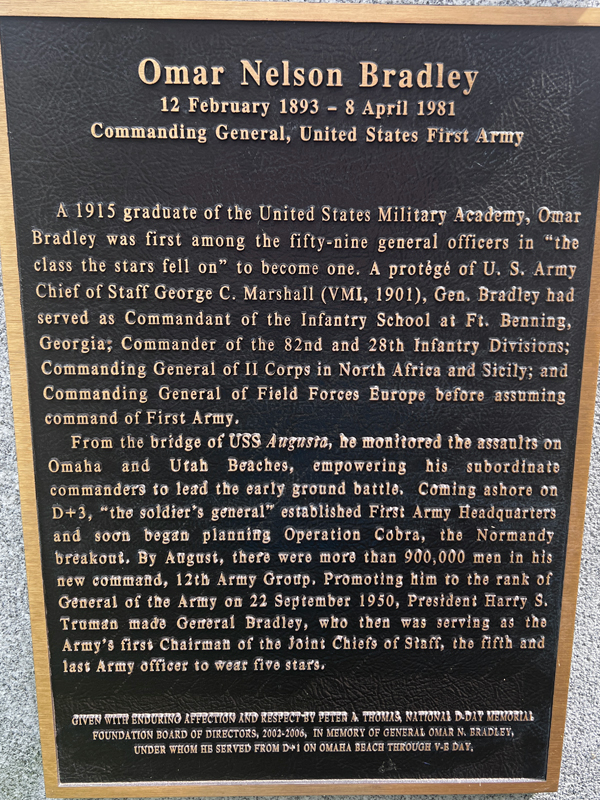 Omar Nelson Bradley
12 February 1893 – 8 April 1981
Commanding General, United States First Army
A 1915 graduate of the United States Military Academy, Omar
Bradley was first among the fifty-nine general officers in “the
class the stars fell on” to become one. A protégé of U. S. Army
Chief of Staff George C. Marshall (VMI, 1901), Gen. Bradley had
served as Commandant of the Infantry School at Ft. Benning,
Georgia; Commander of the 82nd and 28th Infantry Divisions;
Commanding General of II Corps in North Africa and Sicily; and
Commanding General of Field Forces Europe before assuming
command of First Army.
From the bridge of USS Augusta, he monitored the assaults on
Omaha and Utah Beaches, empowering his subordinate
commanders to lead the early ground battle. Coming ashore on
D+3, “the soldier's general” established First Army Headquarters
and soon began planning Operation Cobra, the Normandy
breakout. By August, there were more than 900,000 men in his
new command, 12th Army Group. Promoting him to the rank of
General of the Army on 22 September 1950, President Harry S.
Truman made General Bradley, who then was serving as the
Army's first Chairman of the Joint Chiefs of Staff, the fifth and
last Army officer to wear five stars.
GIVEN WITH ENDURING AFFECTION AND RESPECT BY PETER A. THOMAS, NATIONAL D-DAY MEMORIAL
FOUNDATION BOARD OF DIRECTORS, 2002-2006, IN MEMORY OF GENERAL OMAR N. BRADLEY,
UNDER WHOM HE SERVED FROM D+1 ON OMAHA BEACH THROUGH V-E DAY.